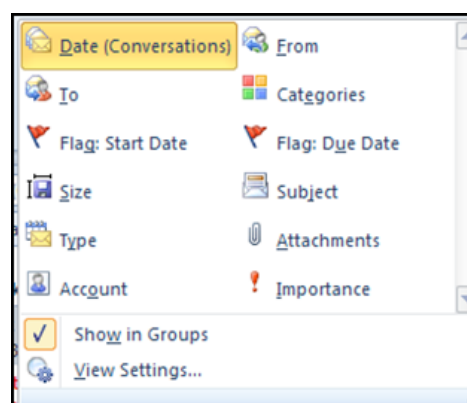 Date (Conversations) From
To Categories
Flag: Start Date Flag: Due Date
Size Subject
Type Attachments
Account Importance
Show in Groups
View Settings...